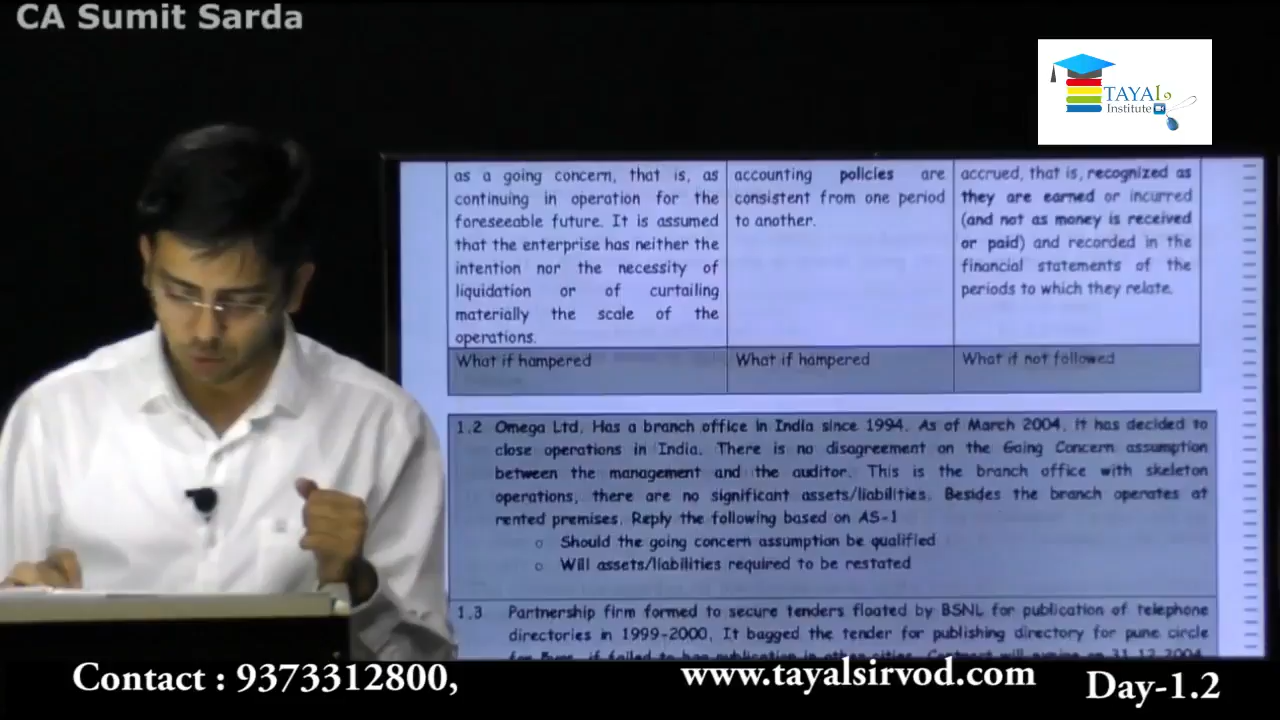 CA Sumit Sarda
TAYAl
Institute
as a going concern, that is, as
continuing in operation for the
foreseeable future. It is assumed
that the enterprise has neither the
intention nor the necessity of
liquidation or of curtailing
materially the scale of the
operations.
accounting policies are
consistent from one period
to another.
accrued, that is, recognized as
they are earned or incurred
(and not as money is received
or paid) and recorded in the
financial statements of the
periods to which they relate.
What if hampered
What if hampered
What if not followed
1.2 Omega Ltd. Has a branch office in India since 1994. As of March 2004, it has decided to
close operations in India. There is no disagreement on the Going Concern assumption
between the management and the auditor. This is the branch office with skeleton
operations, there are no significant assets/liabilities. Besides the branch operates at
rented premises. Reply the following based on AS-1
o Should the going concern assumption be qualified
o Will assets/liabilities required to be restated
1.3 Partnership firm formed to secure tenders floated by BSNL for publication of telephone
directories in 1999-2000, It bagged the tender for publishing directory for pune circle
Contact : 9373312800,
www.tayalsirvod.com
Day-1.2